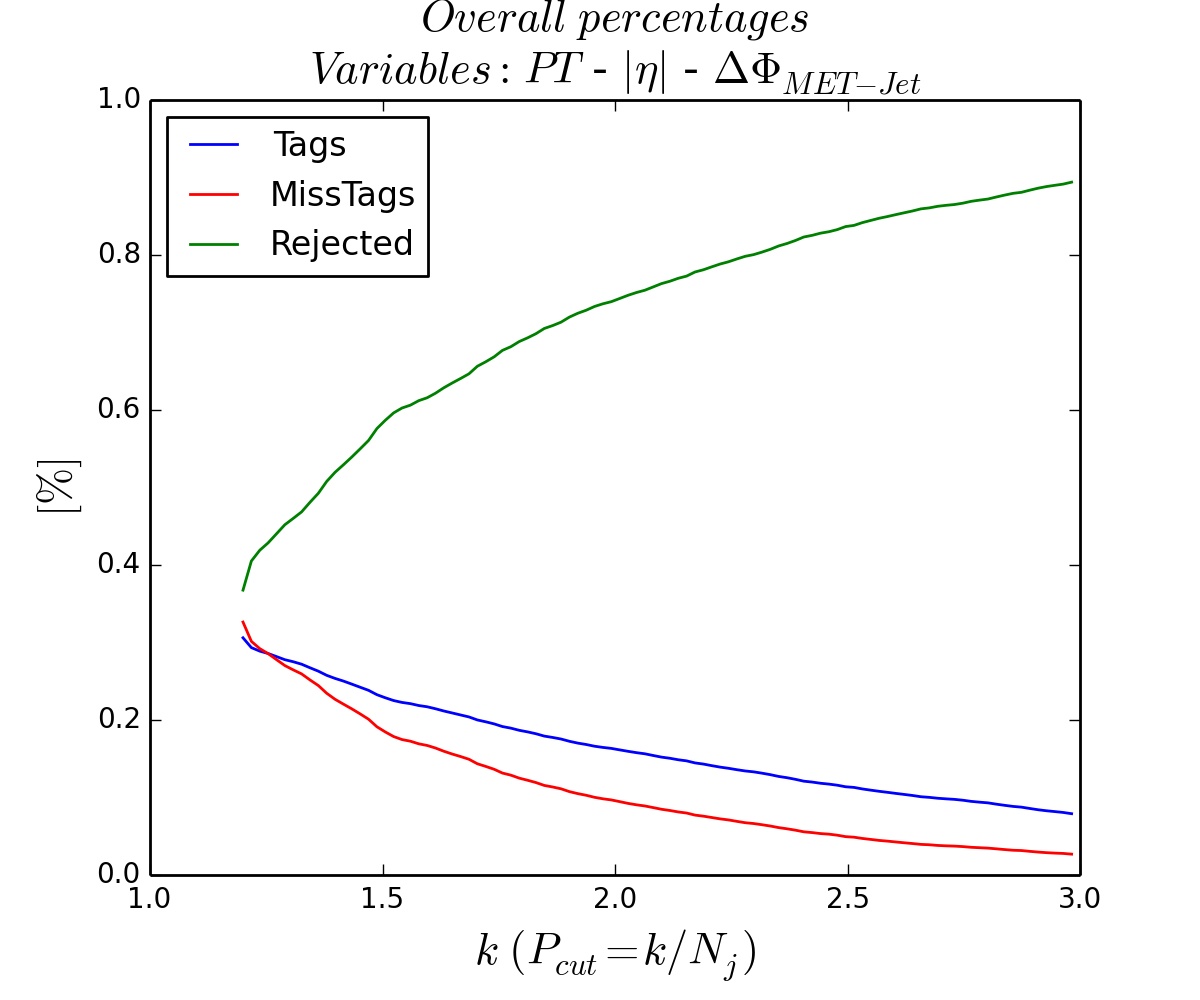 Overall percentages
Variables: PT - |η| - ΔΦ_{MET−Jet}
1.0
Tags
MissTags
Rejected
0.8
0.6
[%]
0.4
0.2
0.0
1.0 1.5 2.0 2.5 3.0
k (P_{cut}=k/N_j)